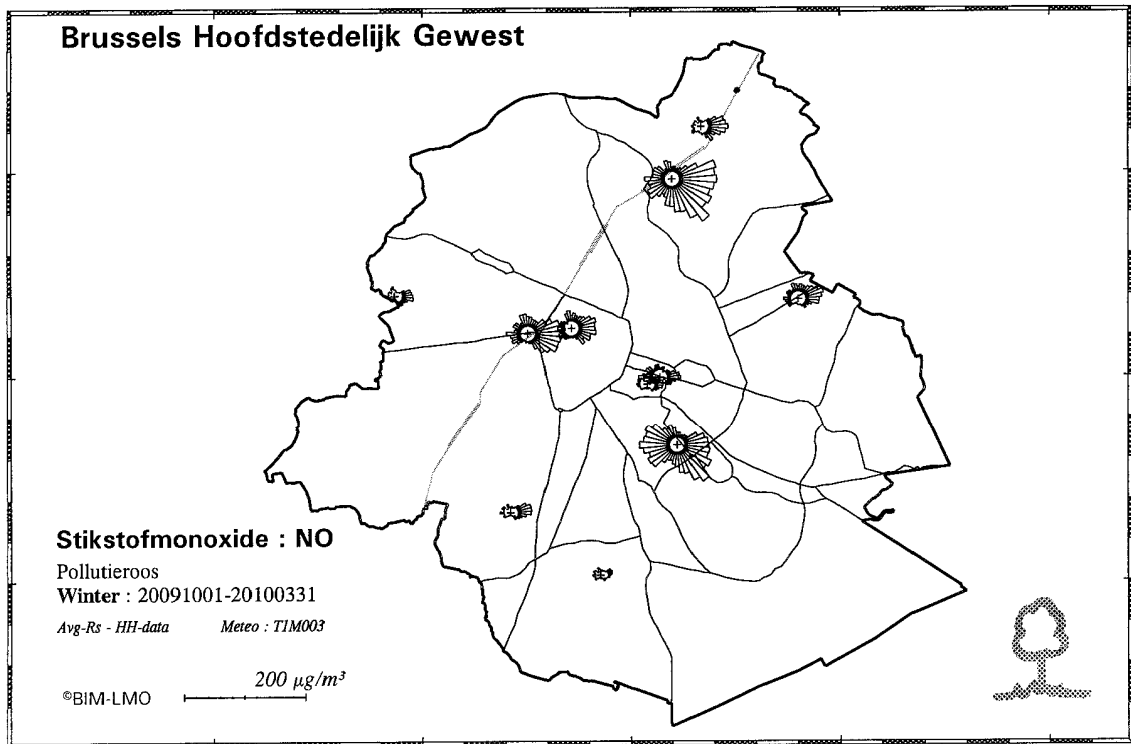 Brussels Hoofdstedelijk Gewest
Stikstofmonoxide : NO
Pollutieroos
Winter : 20091001-20100331
Avg-Rs - HH-data Meteo : T1M003
200 µg/m³
©BIM-LMO